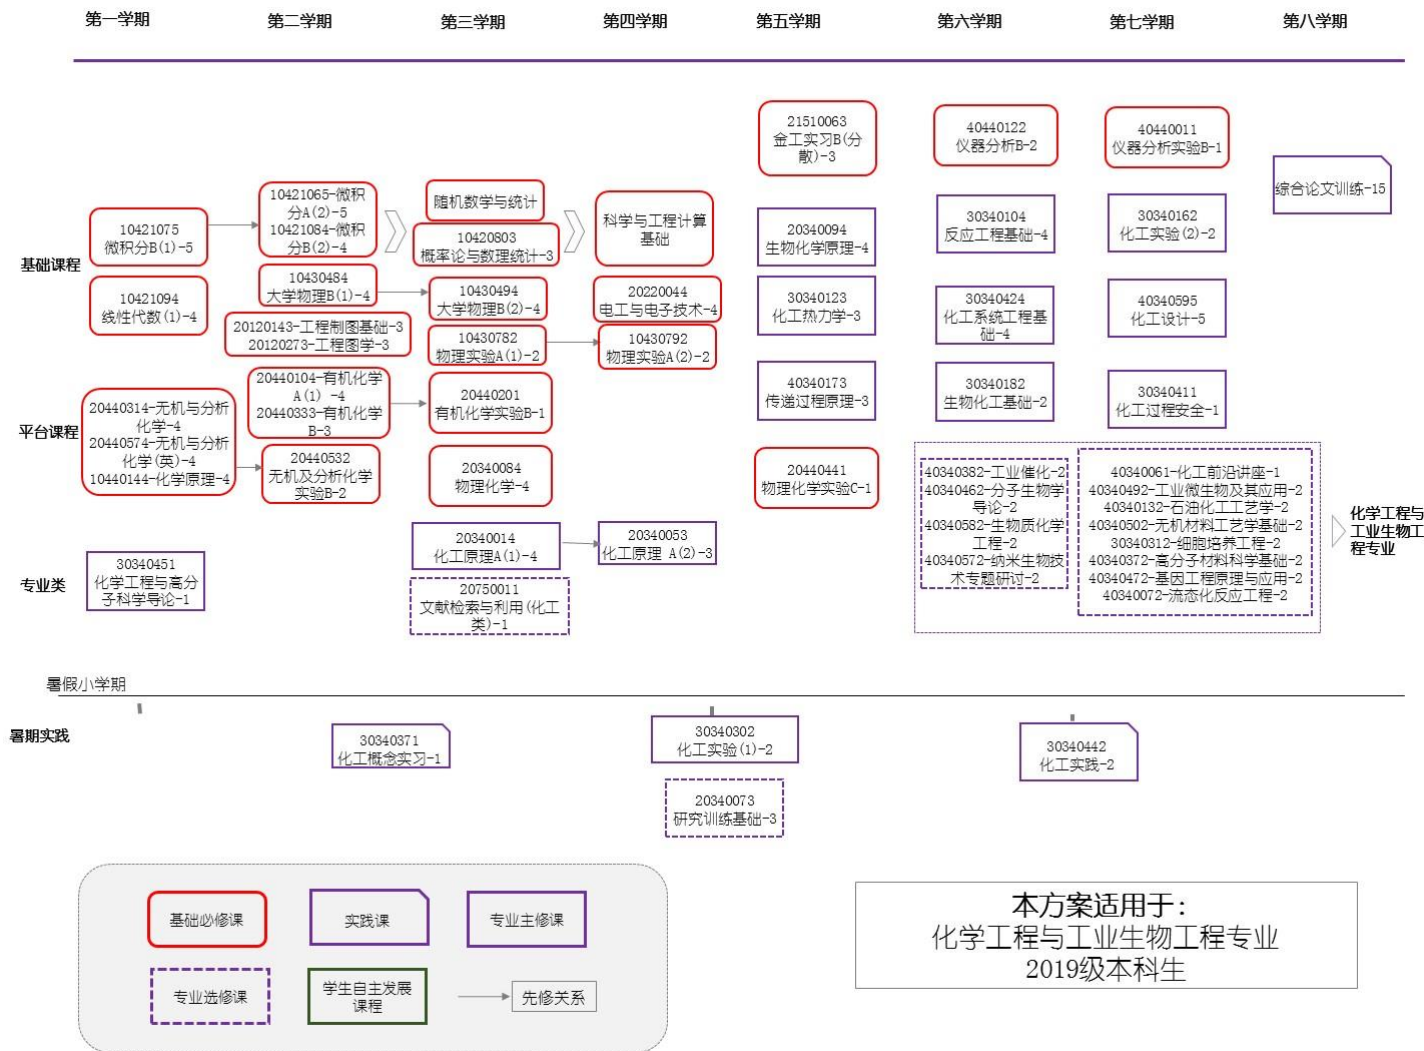 第一学期
第二学期
第三学期
第四学期
第五学期
第六学期
第七学期
第八学期
基础课程
平台课程
专业类
10421075
微积分B(1)-5
10421094
线性代数(1)-4
20440314-无机与分析
化学-4
20440574-无机与分析
化学(英)-4
10440144-化学原理-4
30340451
化学工程与高分
子科学导论-1
10421065-微积
分A(2)-5
10421084-微积
分B(2)-4
10430484
大学物理B(1)-4
20120143-工程制图基础-3
20120273-工程图学-3
20440104-有机化学
A(1) -4
20440333-有机化学
B-3
20440532
无机及分析化学
实验B-2
随机数学与统计
10420803
概率论与数理统计-3
10430494
大学物理B(2)-4
10430782
物理实验A(1)-2
20440201
有机化学实验B-1
20340084
物理化学-4
20340014
化工原理A(1)-4
20750011
文献检索与利用(化工
类)-1
科学与工程计算
基础
20220044
电工与电子技术-4
10430792
物理实验A(2)-2
20340053
化工原理 A(2)-3
21510063
金工实习B(分
散)-3
20340094
生物化学原理-4
30340123
化工热力学-3
40340173
传递过程原理-3
20440441
物理化学实验C-1
40440122
仪器分析B-2
30340104
反应工程基础-4
30340424
化工系统工程基
础-4
30340182
生物化工基础-2
40340382-工业催化-2
40340462-分子生物学
导论-2
40340582-生物质化学
工程-2
40340572-纳米生物技
术专题研讨-2
40440011
仪器分析实验B-1
30340162
化工实验(2)-2
40340595
化工设计-5
30340411
化工过程安全-1
40340061-化工前沿讲座-1
40340492-工业微生物及其应用-2
40340132-石油化工工艺学-2
40340502-无机材料工艺学基础-2
30340312-细胞培养工程-2
40340372-高分子材料科学基础-2
40340472-基因工程原理与应用-2
40340072-流态化反应工程-2
综合论文训练-15
化学工程与
工业生物工
程专业
暑假小学期
暑期实践
30340371
化工概念实习-1
30340302
化工实验(1)-2
20340073
研究训练基础-3
30340442
化工实践-2
基础必修课
实践课
专业主修课
专业选修课
学生自主发展
课程
先修关系
本方案适用于:
化学工程与工业生物工程专业
2019级本科生